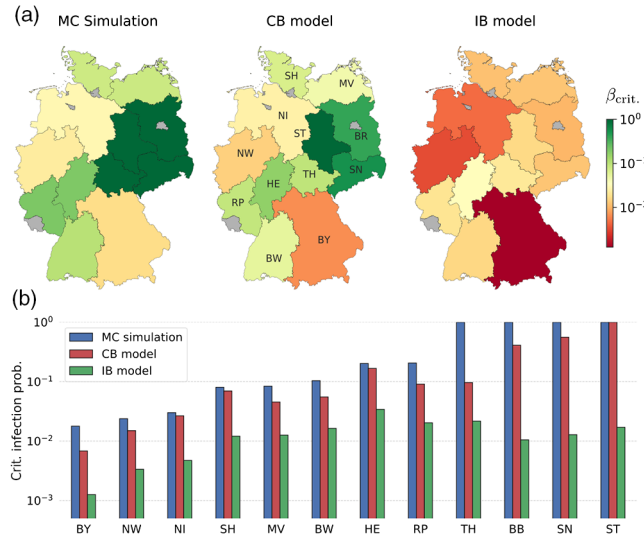 (a)
MC Simulation CB model IB model
SH
MV
NI
ST
BR
NW
SN
HE
TH
RP
BY
BW
βcrit.
10⁰
10⁻¹
10⁻²
(b)
Crit. infection prob.
10⁰
10⁻¹
10⁻²
10⁻³
MC simulation
CB model
IB model
BY NW NI SH MV BW HE RP TH BB SN ST